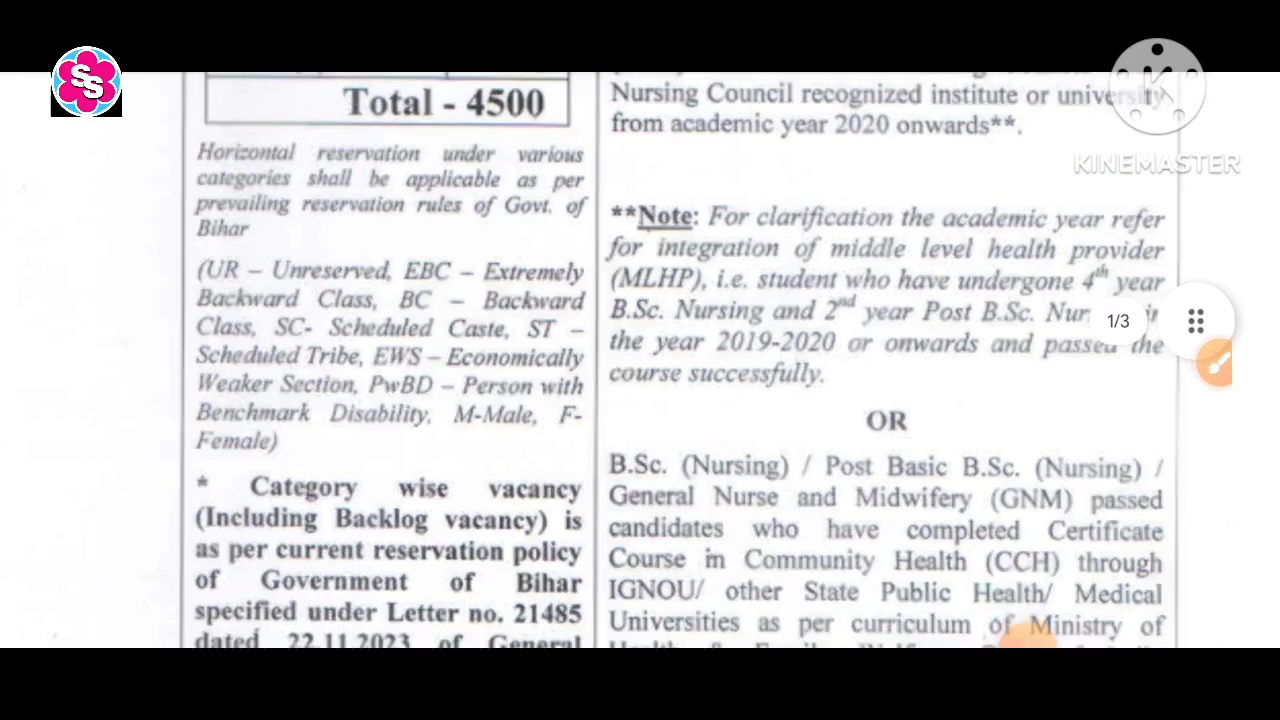 SS
KINEMASTER
Total - 4500
Horizontal reservation under various
categories shall be applicable as per
prevailing reservation rules of Govt. of
Bihar
(UR – Unreserved, EBC – Extremely
Backward Class, BC – Backward
Class, SC- Scheduled Caste, ST –
Scheduled Tribe, EWS – Economically
Weaker Section, PwBD – Person with
Benchmark Disability, M-Male, F-
Female)
* Category wise vacancy
(Including Backlog vacancy) is
as per current reservation policy
of Government of Bihar
specified under Letter no. 21485
dated 22.11.2023 of General
Nursing Council recognized institute or university
from academic year 2020 onwards**.
**Note: For clarification the academic year refer
for integration of middle level health provider
(MLHP), i.e. student who have undergone 4th year
B.Sc. Nursing and 2nd year Post B.Sc.
the year 2019-2020 or onwards and passed the
course successfully.
OR
B.Sc. (Nursing) / Post Basic B.Sc. (Nursing) /
General Nurse and Midwifery (GNM) passed
candidates who have completed Certificate
Course in Community Health (CCH) through
IGNOU/ other State Public Health/ Medical
Universities as per curriculum of Ministry of
1/3